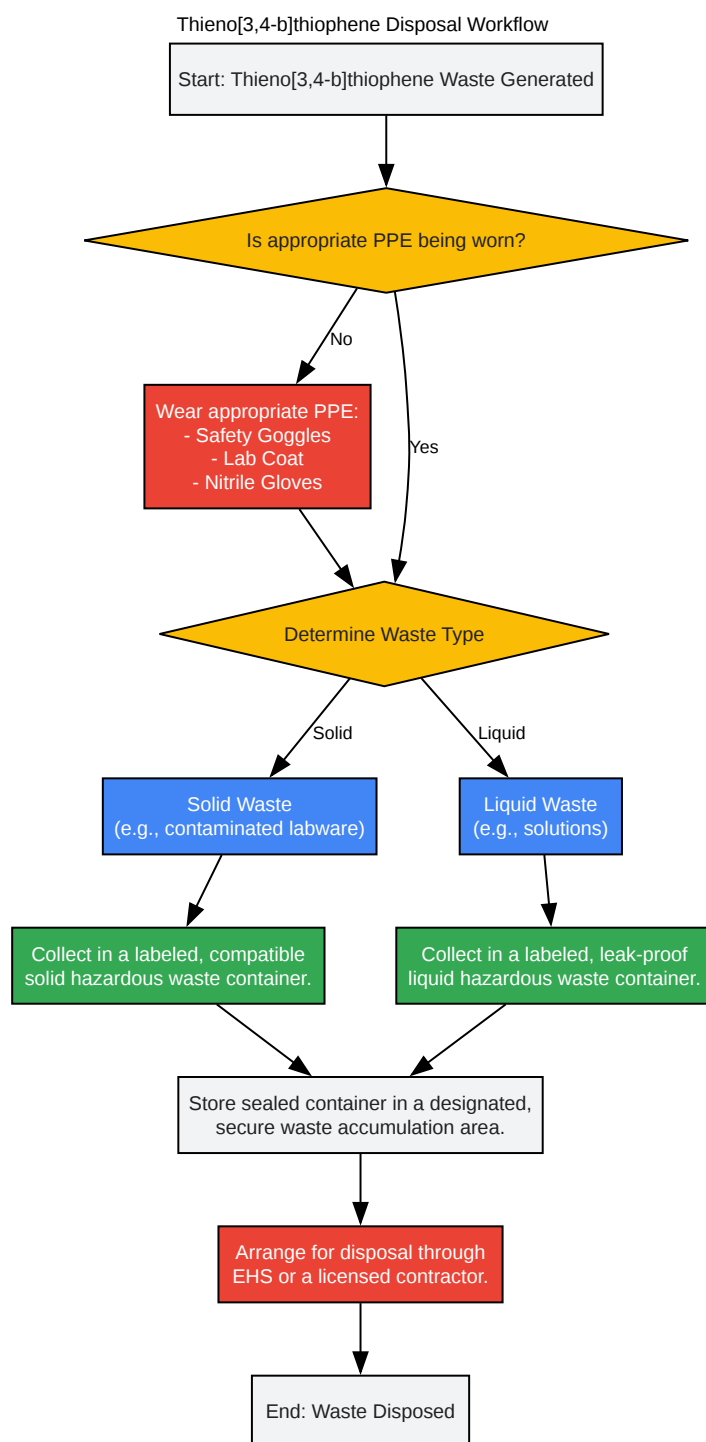 Thieno[3,4-b]thiophene Disposal Workflow
Start: Thieno[3,4-b]thiophene Waste Generated
Is appropriate PPE being worn?
No
Wear appropriate PPE:
- Safety Goggles
- Lab Coat
- Nitrile Gloves
Yes
Determine Waste Type
Solid
Liquid
Solid Waste
(e.g., contaminated labware)
Liquid Waste
(e.g., solutions)
Collect in a labeled, compatible
solid hazardous waste container.
Collect in a labeled, leak-proof
liquid hazardous waste container.
Store sealed container in a designated,
secure waste accumulation area.
Arrange for disposal through
EHS or a licensed contractor.
End: Waste Disposed